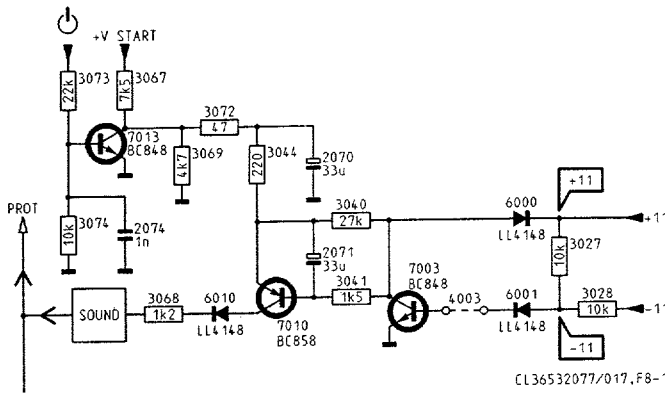 +V START
3073
22k
3067
7k5
7013
BC848
3072
47
3069
4k7
3044
220
2070
33u
PROT
3074
10k
2074
1n
3040
27k
2071
33u
3041
1k5
6000
LL4148
+11
+11
3027
10k
7003
BC848
4003
6001
LL4148
3028
10k
-11
-11
SOUND
3068
1k2
6010
LL4148
7010
BC858
CL36532077/017,F8-1